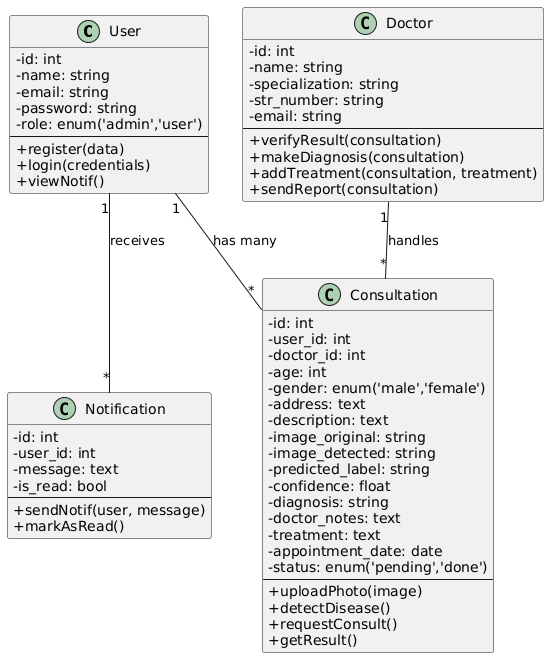 C User
-id: int
-name: string
-email: string
-password: string
-role: enum('admin','user')
+register(data)
+login(credentials)
+viewNotif()
C Doctor
-id: int
-name: string
-specialization: string
-str_number: string
-email: string
+verifyResult(consultation)
+makeDiagnosis(consultation)
+addTreatment(consultation, treatment)
+sendReport(consultation)
1
1
1
receives
has many
handles
*
*
*
C Consultation
-id: int
-user_id: int
-doctor_id: int
-age: int
-gender: enum('male','female')
-address: text
-description: text
-image_original: string
-image_detected: string
-predicted_label: string
-confidence: float
-diagnosis: string
-doctor_notes: text
-treatment: text
-appointment_date: date
-status: enum('pending','done')
+uploadPhoto(image)
+detectDisease()
+requestConsult()
+getResult()
C Notification
-id: int
-user_id: int
-message: text
-is_read: bool
+sendNotif(user, message)
+markAsRead()